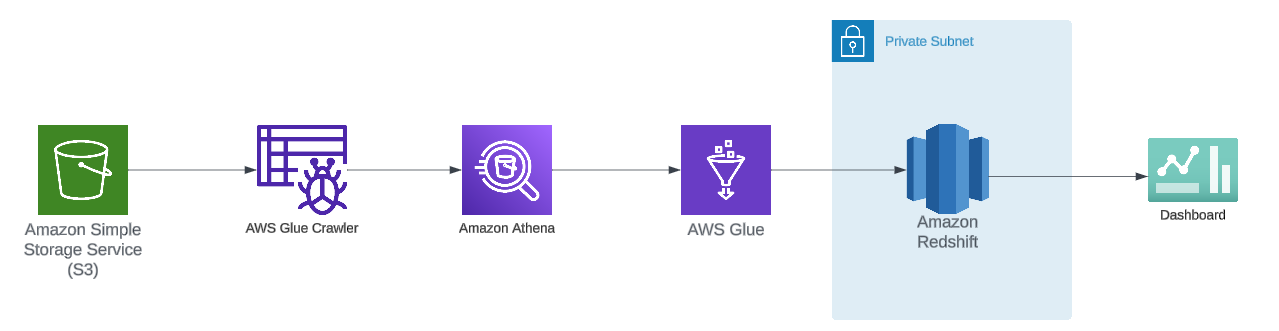 Private Subnet
Amazon Simple
Storage Service
(S3)
AWS Glue Crawler
Amazon Athena
AWS Glue
Amazon
Redshift
Dashboard